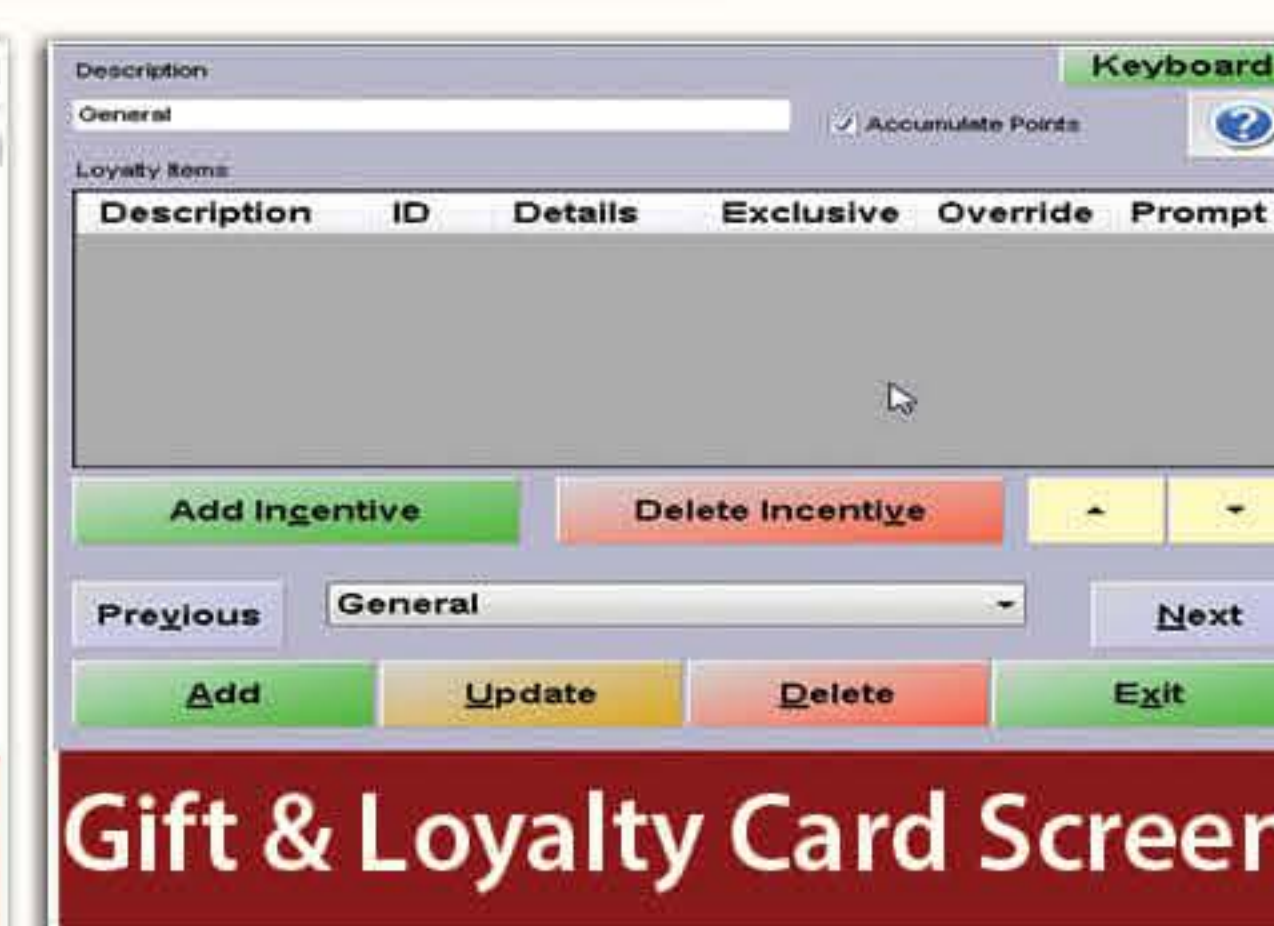 Description
Keyboard
General
Accumulate Points
Loyalty Items
Description ID Details Exclusive Override Prompt
Add Incentive Delete Incentive
Previous General Next
Add Update Delete Exit
Gift & Loyalty Card Screen